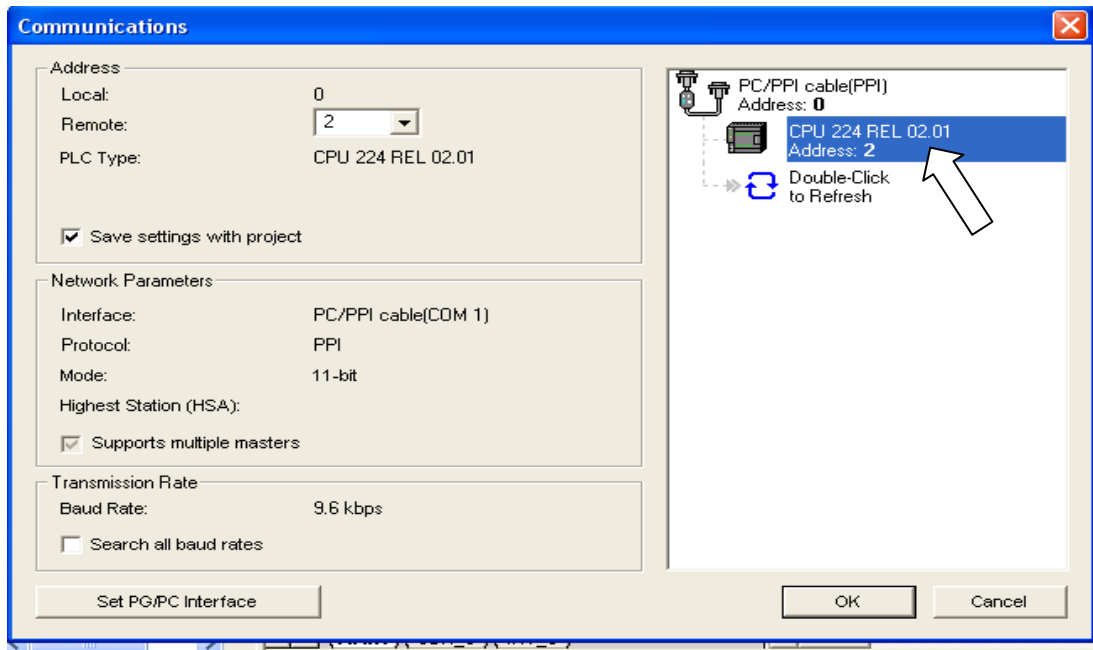 Communications
Address
Local: 0
Remote: 2
PLC Type: CPU 224 REL 02.01
Save settings with project
Network Parameters
Interface: PC/PPI cable(COM 1)
Protocol: PPI
Mode: 11-bit
Highest Station (HSA):
Supports multiple masters
Transmission Rate
Baud Rate: 9.6 kbps
Search all baud rates
Set PG/PC Interface
PC/PPI cable(PPI)
Address: 0
CPU 224 REL 02.01
Address: 2
Double-Click
to Refresh
OK
Cancel